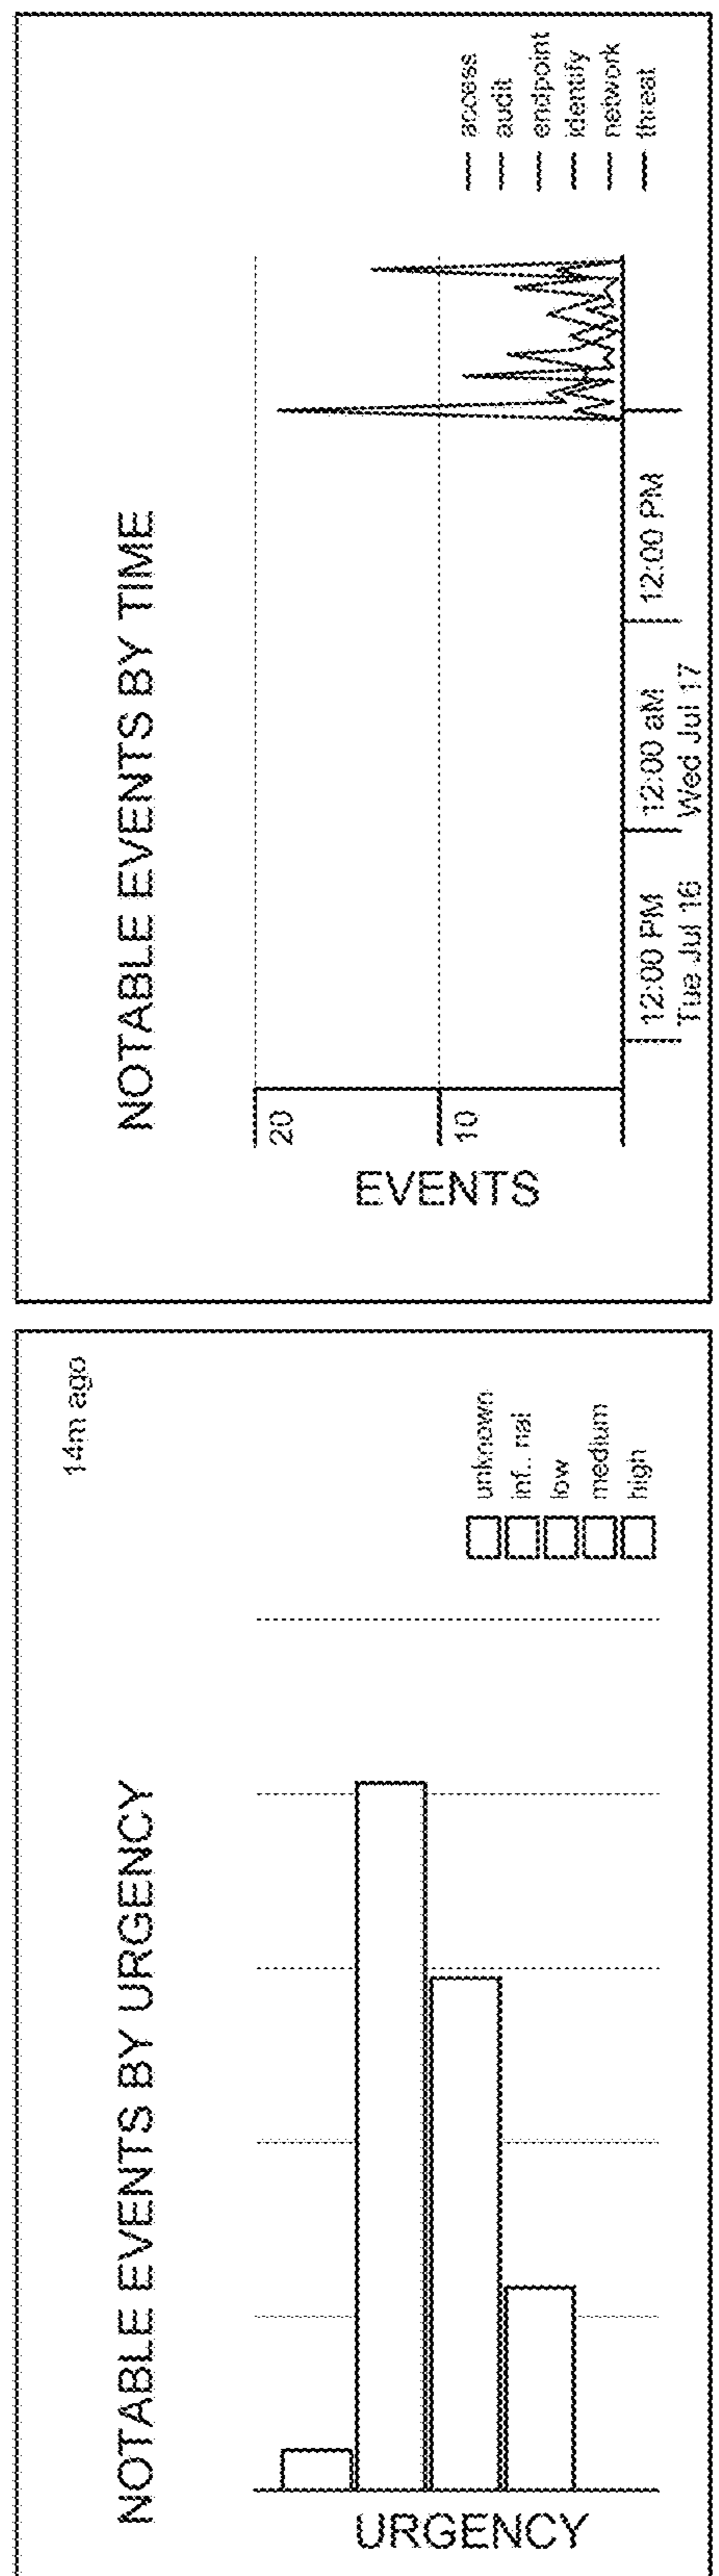 NOTABLE EVENTS BY URGENCY
14m ago
URGENCY
unknown
inf.. nal
low
medium
high
NOTABLE EVENTS BY TIME
EVENTS
20
10
12:00 PM
Tue Jul 16
12:00 aM
Wed Jul 17
12:00 PM
access
audit
endpoint
identify
network
threat